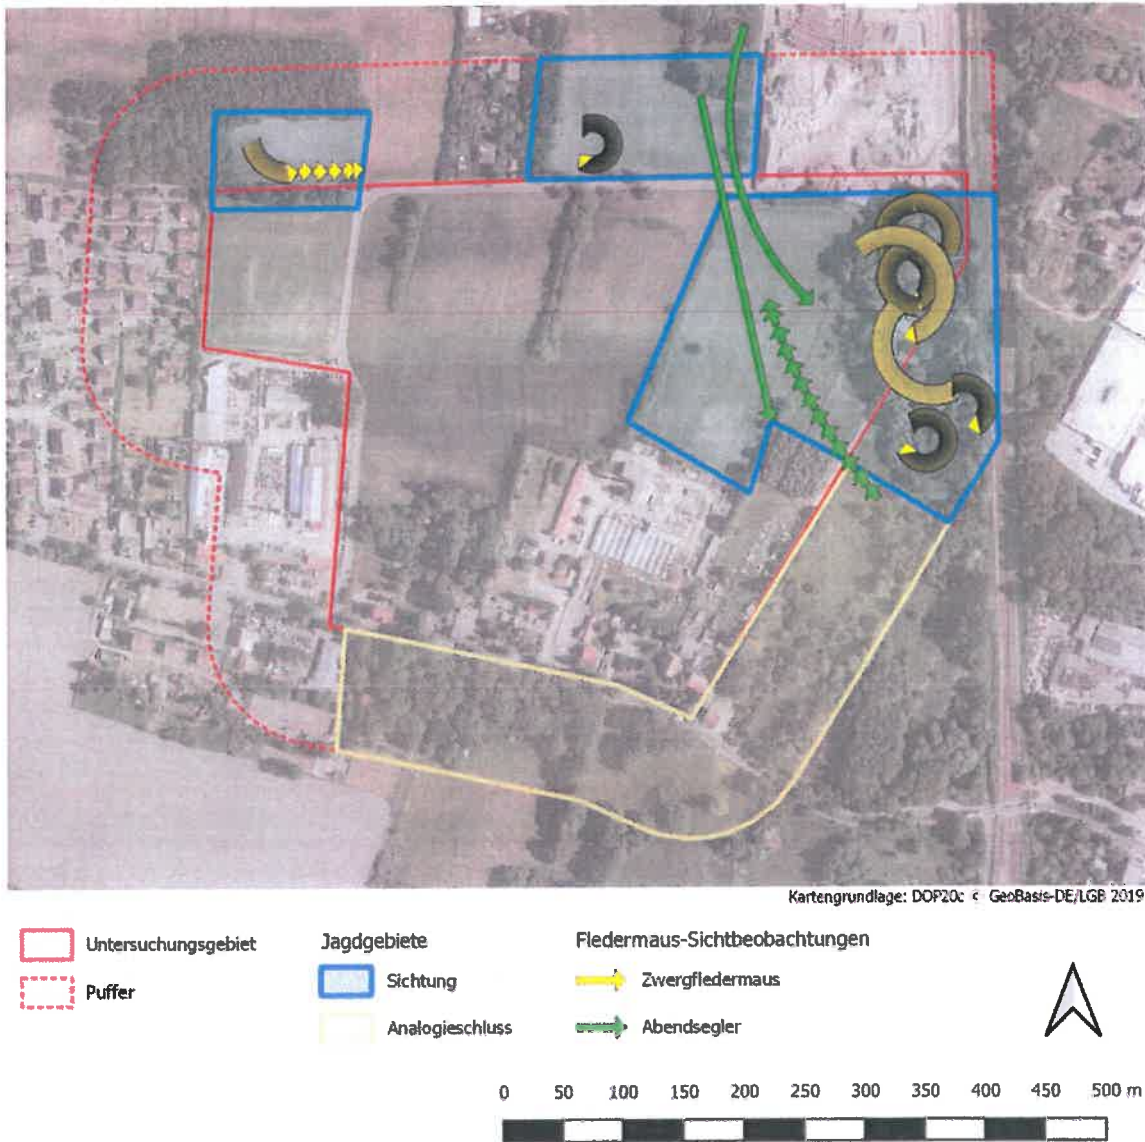 Kartengrundlage: DOP20c c GeoBasis-DE/LGB 2019
Untersuchungsgebiet
Puffer
Jagdgebiete
Sichtung
Analogieschluss
Fledermaus-Sichtbeobachtungen
Zwergfledermaus
Abendsegler
0 50 100 150 200 250 300 350 400 450 500 m